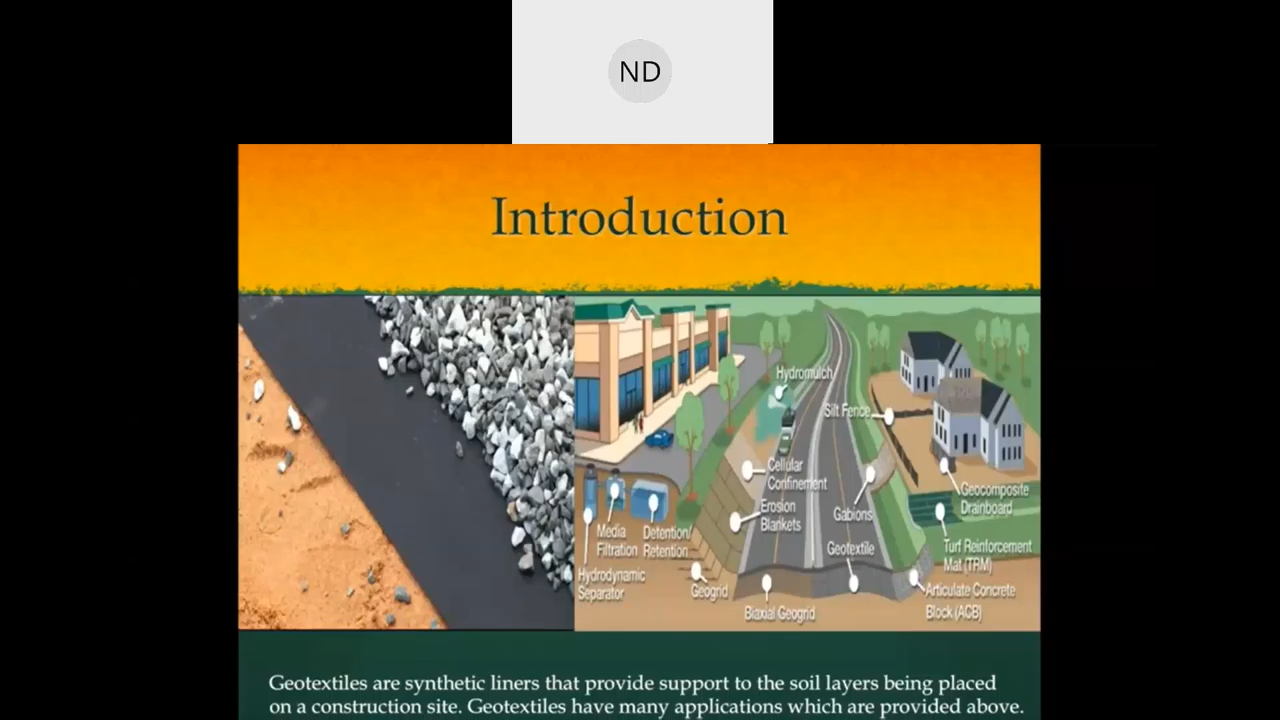 ND
Introduction
Hydromulch
Silt Fence
Cellular
Confinement
Erosion
Blankets
Gabions
Geocomposite
Drainboard
Media
Filtration
Detention/
Retention
Geotextile
Turf Reinforcement
Mat (TRM)
Hydrodynamic
Separator
Geogrid
Biaxial Geogrid
Articulate Concrete
Block (ACB)
Geotextiles are synthetic liners that provide support to the soil layers being placed
on a construction site. Geotextiles have many applications which are provided above.